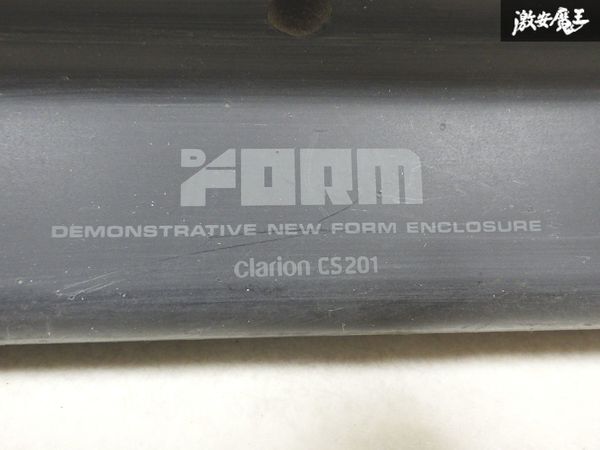 激安魔王
D FORM
DEMONSTRATIVE NEW FORM ENCLOSURE
clarion CS201